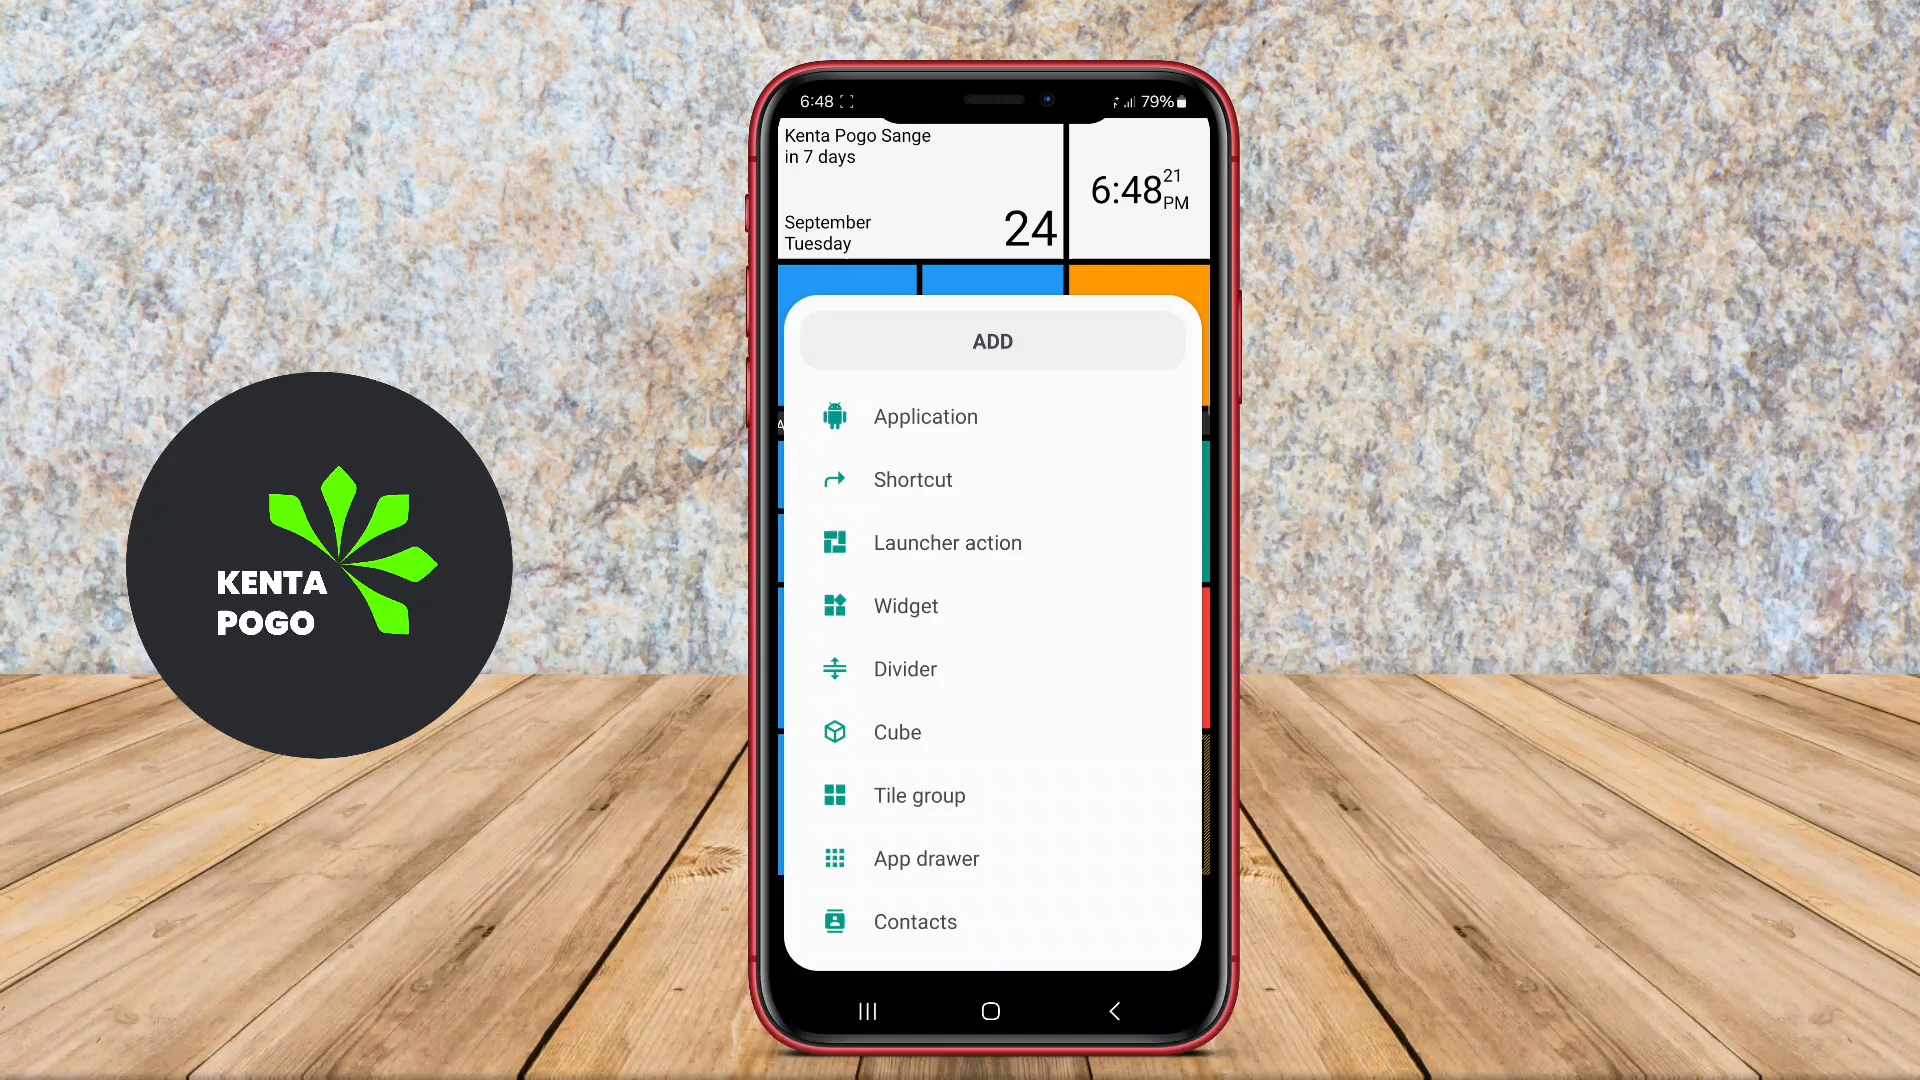 KENTA
POGO
6:48
79%
Kenta Pogo Sange
in 7 days
September
Tuesday
24
6:48
21
PM
ADD
Application
Shortcut
Launcher action
Widget
Divider
Cube
Tile group
App drawer
Contacts